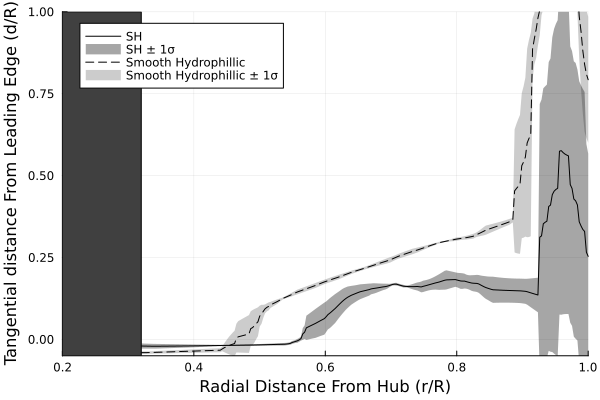 Tangential distance From Leading Edge (d/R)
1.00
0.75
0.50
0.25
0.00
SH
SH ± 1σ
Smooth Hydrophillic
Smooth Hydrophillic ± 1σ
0.2 0.4 0.6 0.8 1.0
Radial Distance From Hub (r/R)